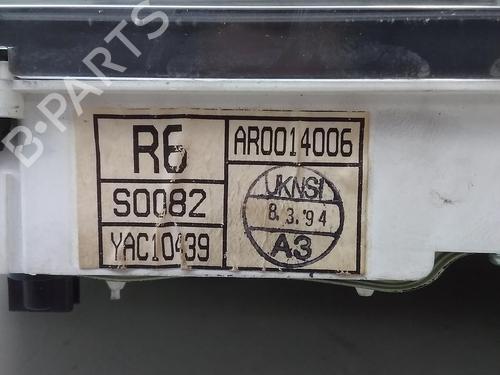 B-PARTS
R6
S0082
YAC10439
AR0014006
UKNSI
8.3.'94
A3